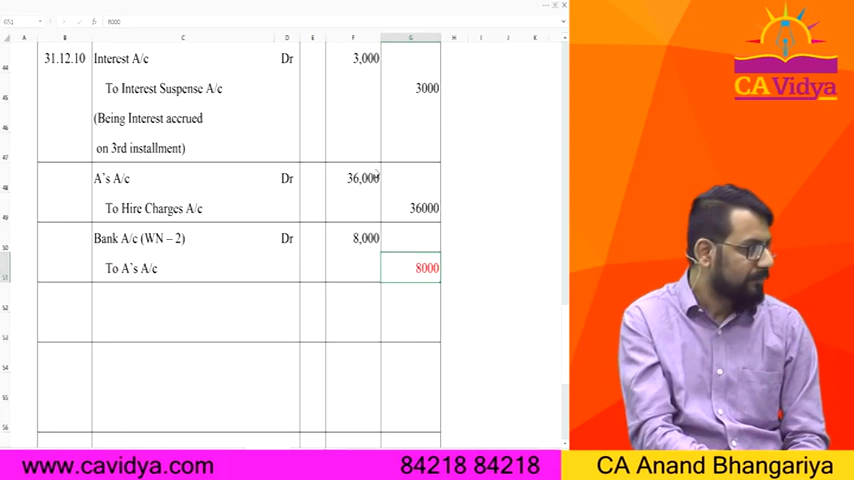 G51
8000
A B C D E F G H I J K
44 31.12.10 Interest A/c Dr 3,000
45 To Interest Suspense A/c 3000
46 (Being Interest accrued
47 on 3rd installment)
48 A`s A/c Dr 36,000
49 To Hire Charges A/c 36000
50 Bank A/c (WN – 2) Dr 8,000
51 To A`s A/c 8000
52
53
54
55
56
CA Vidya
www.cavidya.com 84218 84218 CA Anand Bhangariya